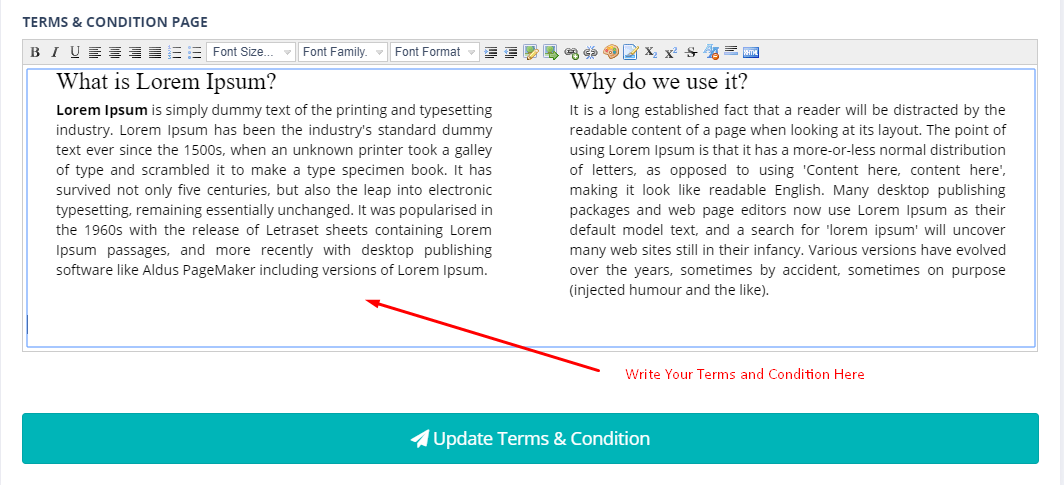 TERMS & CONDITION PAGE
B I U Font Size... Font Family. Font Format X2 X2 S HTML
What is Lorem Ipsum?
Lorem Ipsum is simply dummy text of the printing and typesetting
industry. Lorem Ipsum has been the industry's standard dummy
text ever since the 1500s, when an unknown printer took a galley
of type and scrambled it to make a type specimen book. It has
survived not only five centuries, but also the leap into electronic
typesetting, remaining essentially unchanged. It was popularised in
the 1960s with the release of Letraset sheets containing Lorem
Ipsum passages, and more recently with desktop publishing
software like Aldus PageMaker including versions of Lorem Ipsum.
Why do we use it?
It is a long established fact that a reader will be distracted by the
readable content of a page when looking at its layout. The point of
using Lorem Ipsum is that it has a more-or-less normal distribution
of letters, as opposed to using 'Content here, content here',
making it look like readable English. Many desktop publishing
packages and web page editors now use Lorem Ipsum as their
default model text, and a search for 'lorem ipsum' will uncover
many web sites still in their infancy. Various versions have evolved
over the years, sometimes by accident, sometimes on purpose
(injected humour and the like).
Write Your Terms and Condition Here
Update Terms & Condition